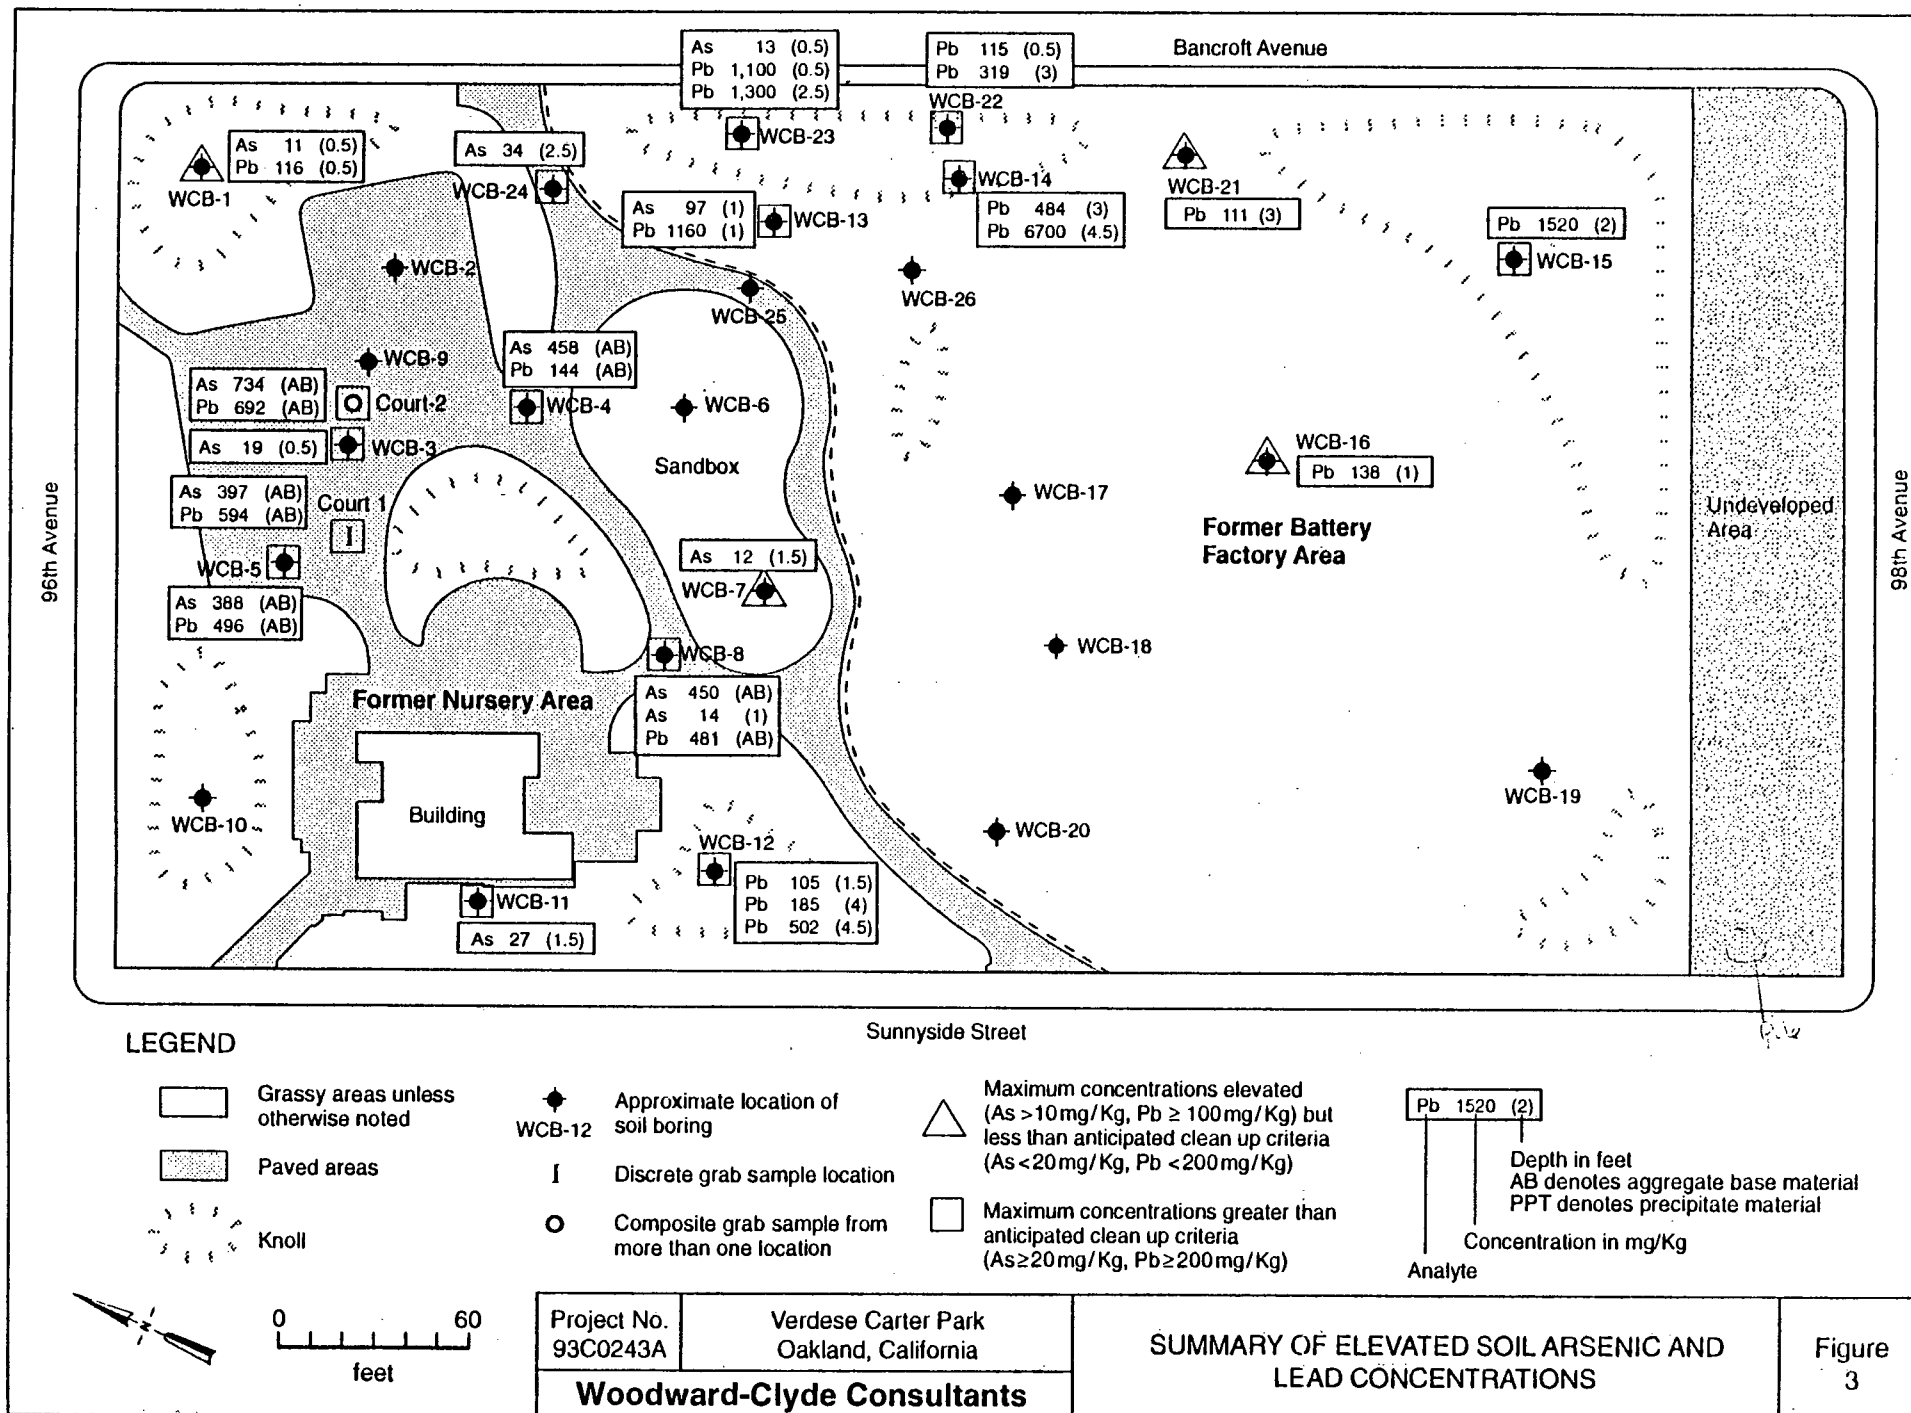 Bancroft Avenue
As 13 (0.5)
Pb 1,100 (0.5)
Pb 1,300 (2.5)
WCB-23
Pb 115 (0.5)
Pb 319 (3)
WCB-22
As 11 (0.5)
Pb 116 (0.5)
WCB-1
As 34 (2.5)
WCB-24
As 97 (1)
Pb 1160 (1)
WCB-13
WCB-14
Pb 484 (3)
Pb 6700 (4.5)
WCB-21
Pb 111 (3)
Pb 1520 (2)
WCB-15
WCB-2
WCB-25
WCB-26
WCB-9
As 458 (AB)
Pb 144 (AB)
WCB-4
As 734 (AB)
Pb 692 (AB)
Court-2
As 19 (0.5)
WCB-3
WCB-6
Sandbox
As 397 (AB)
Pb 594 (AB)
Court 1
WCB-5
As 388 (AB)
Pb 496 (AB)
WCB-16
Pb 138 (1)
WCB-17
Former Battery
Factory Area
Undeveloped
Area
96th Avenue
98th Avenue
As 12 (1.5)
WCB-7
WCB-8
As 450 (AB)
As 14 (1)
Pb 481 (AB)
WCB-18
Former Nursery Area
Building
WCB-10
WCB-19
WCB-20
WCB-12
Pb 105 (1.5)
Pb 185 (4)
Pb 502 (4.5)
WCB-11
As 27 (1.5)
Sunnyside Street
LEGEND
Grassy areas unless
otherwise noted
Paved areas
Knoll
WCB-12
Approximate location of
soil boring
I
Discrete grab sample location
Composite grab sample from
more than one location
Maximum concentrations elevated
(As >10 mg/Kg, Pb ≥ 100 mg/Kg) but
less than anticipated clean up criteria
(As<20 mg/Kg, Pb <200 mg/Kg)
Maximum concentrations greater than
anticipated clean up criteria
(As≥20 mg/Kg, Pb≥200 mg/Kg)
Pb 1520 (2)
Depth in feet
AB denotes aggregate base material
PPT denotes precipitate material
Concentration in mg/Kg
Analyte
N
0 60
feet
Project No.
93C0243A
Verdese Carter Park
Oakland, California
Woodward-Clyde Consultants
SUMMARY OF ELEVATED SOIL ARSENIC AND
LEAD CONCENTRATIONS
Figure
3